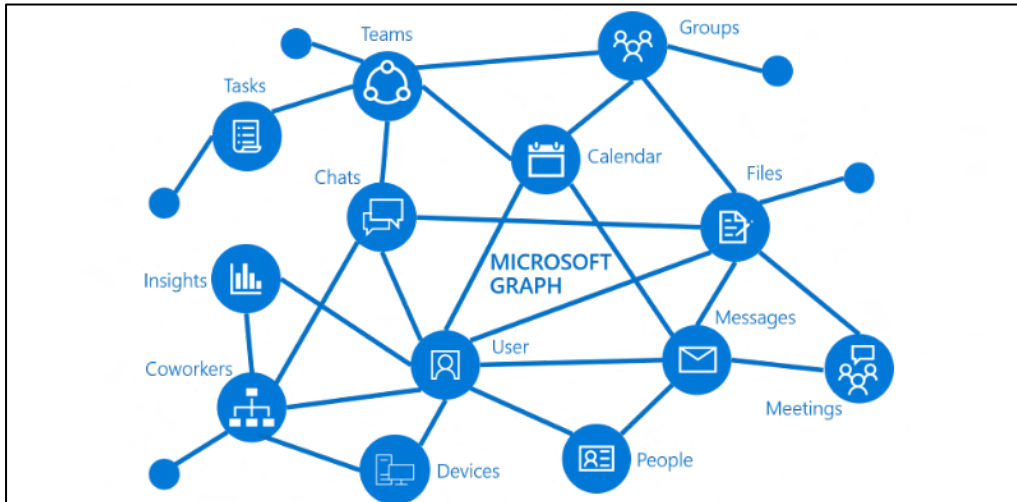 Teams
Groups
Tasks
Calendar
Chats
Files
MICROSOFT
GRAPH
Insights
Messages
User
Coworkers
Meetings
People
Devices